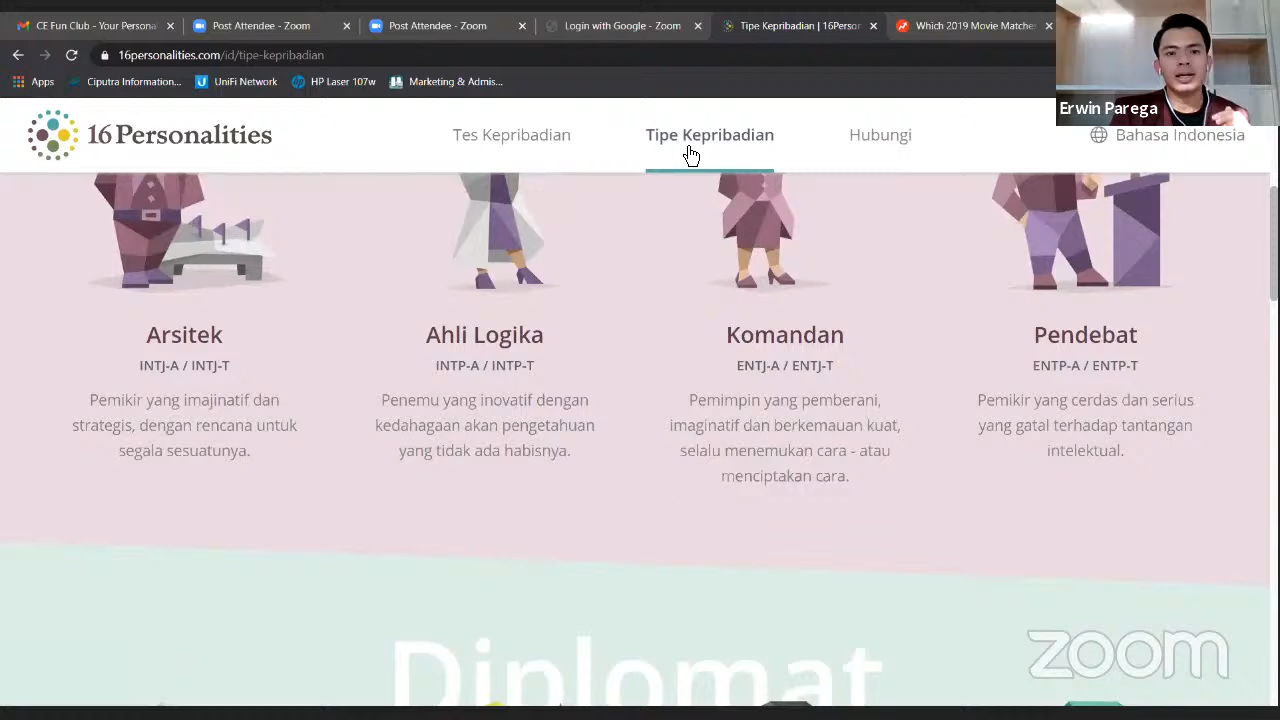 CE Fun Club - Your Persona
Post Attendee - Zoom
Post Attendee - Zoom
Login with Google - Zoom
Tipe Kepribadian | 16Person
Which 2019 Movie Matche
16personalities.com/id/tipe-kepribadian
Apps
Ciputra Information...
UniFi Network
HP Laser 107w
Marketing & Admis...
Erwin Parega
16Personalities
Tes Kepribadian
Tipe Kepribadian
Hubungi
Bahasa Indonesia
Arsitek
INTJ-A / INTJ-T
Pemikir yang imajinatif dan
strategis, dengan rencana untuk
segala sesuatunya.
Ahli Logika
INTP-A / INTP-T
Penemu yang inovatif dengan
kedahagaan akan pengetahuan
yang tidak ada habisnya.
Komandan
ENTJ-A / ENTJ-T
Pemimpin yang pemberani,
imaginatif dan berkemauan kuat,
selalu menemukan cara - atau
menciptakan cara.
Pendebat
ENTP-A / ENTP-T
Pemikir yang cerdas dan serius
yang gatal terhadap tantangan
intelektual.
Diplomat
zoom